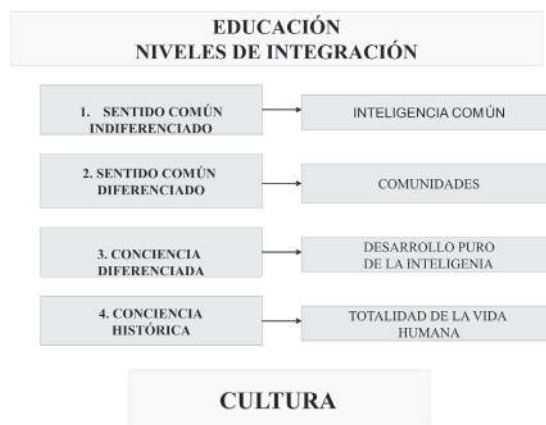 EDUCACIÓN
NIVELES DE INTEGRACIÓN
1. SENTIDO COMÚN
INDIFERENCIADO
INTELIGENCIA COMÚN
2. SENTIDO COMÚN
DIFERENCIADO
COMUNIDADES
3. CONCIENCIA
DIFERENCIADA
DESARROLLO PURO
DE LA INTELIGENIA
4. CONCIENCIA
HISTÓRICA
TOTALIDAD DE LA VIDA
HUMANA
CULTURA